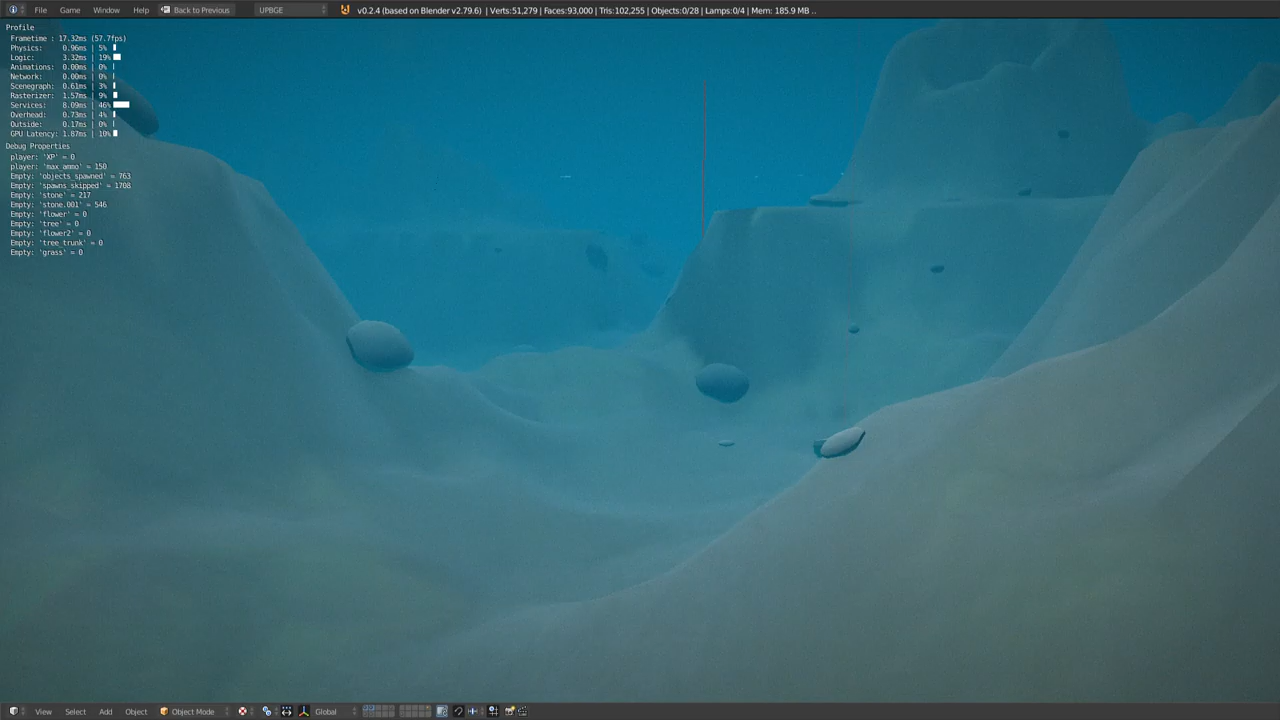 File Game Window Help Back to Previous UPBGE v0.2.4 (based on Blender v2.79.6) | Verts:51,279 | Faces:93,000 | Tris:102,255 | Objects:0/28 | Lamps:0/4 | Mem: 185.9 MB ..
Profile
Frametime : 17.32ms (57.7fps)
Physics: 0.96ms | 5%
Logic: 3.32ms | 19%
Animations: 0.00ms | 0%
Network: 0.00ms | 0%
Scenegraph: 0.61ms | 3%
Rasterizer: 1.57ms | 9%
Services: 8.09ms | 46%
Overhead: 0.73ms | 4%
Outside: 0.17ms | 0%
GPU Latency: 1.87ms | 10%
Debug Properties
player: 'XP' = 0
player: 'max_ammo' = 150
Empty: 'objects_spawned' = 763
Empty: 'spawns_skipped' = 1708
Empty: 'stone' = 217
Empty: 'stone.001' = 546
Empty: 'flower' = 0
Empty: 'tree' = 0
Empty: 'flower2' = 0
Empty: 'tree_trunk' = 0
Empty: 'grass' = 0
View Select Add Object Object Mode Global